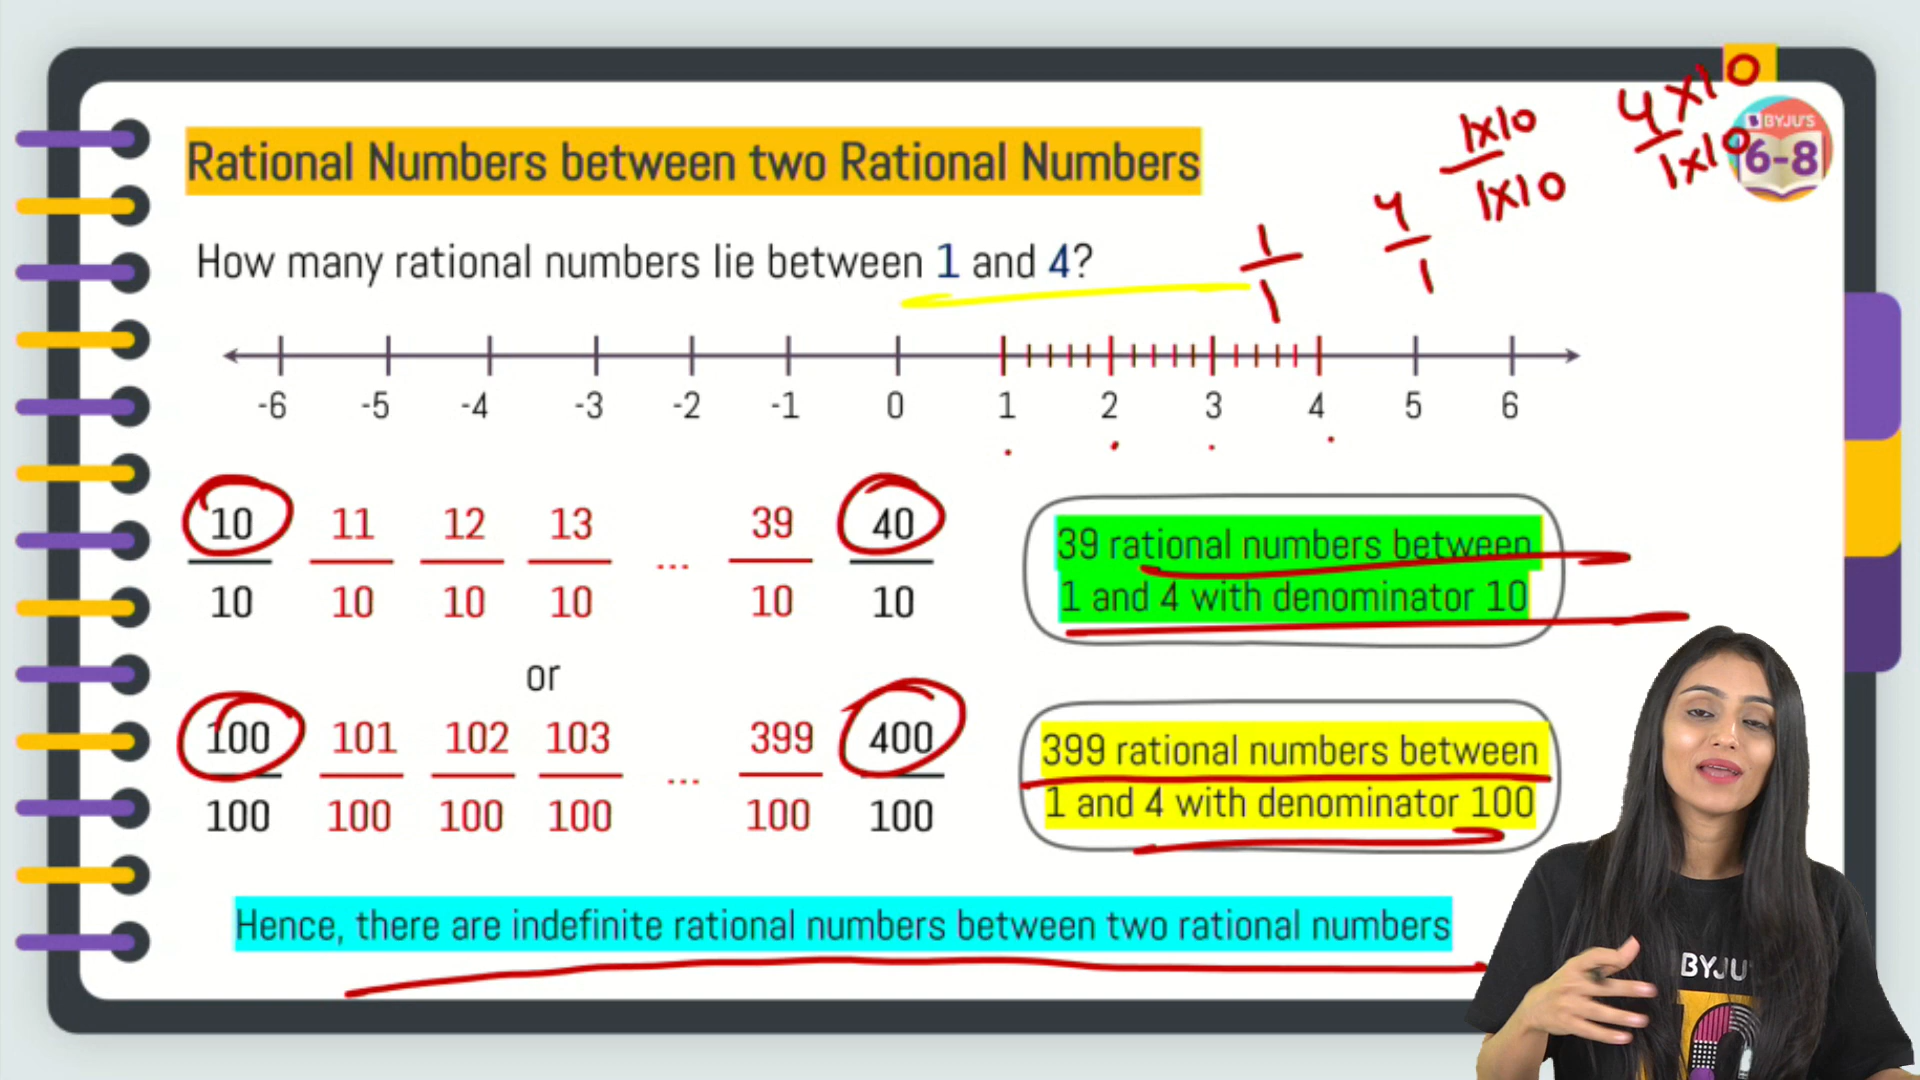 Rational Numbers between two Rational Numbers
1x10
1x10
4x10
1x10
BYJU'S
6-8
How many rational numbers lie between 1 and 4?
1
1
4
1
-6 -5 -4 -3 -2 -1 0 1 2 3 4 5 6
10 11 12 13 ... 39 40
10 10 10 10 10 10
39 rational numbers between
1 and 4 with denominator 10
or
100 101 102 103 ... 399 400
100 100 100 100 100 100
399 rational numbers between
1 and 4 with denominator 100
Hence, there are indefinite rational numbers between two rational numbers
BYJU'